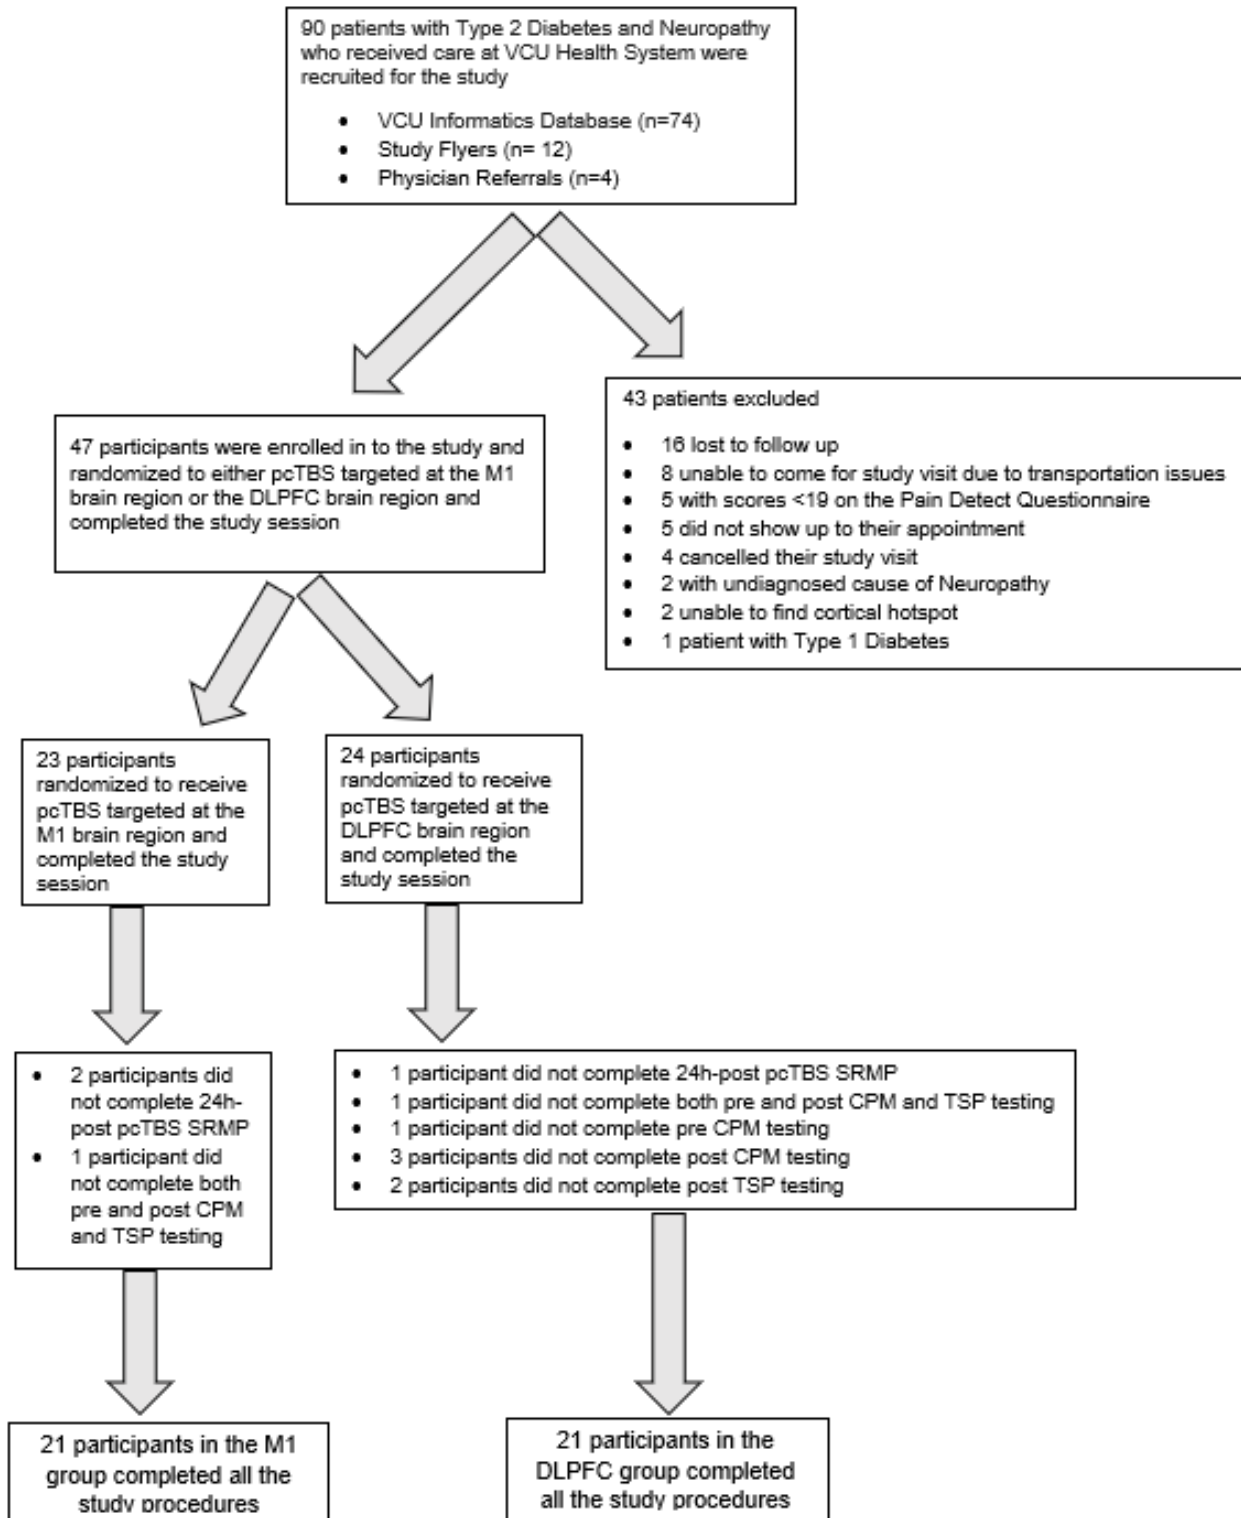 90 patients with Type 2 Diabetes and Neuropathy
who received care at VCU Health System were
recruited for the study
• VCU Informatics Database (n=74)
• Study Flyers (n= 12)
• Physician Referrals (n=4)
47 participants were enrolled in to the study and
randomized to either pcTBS targeted at the M1
brain region or the DLPFC brain region and
completed the study session
43 patients excluded
• 16 lost to follow up
• 8 unable to come for study visit due to transportation issues
• 5 with scores <19 on the Pain Detect Questionnaire
• 5 did not show up to their appointment
• 4 cancelled their study visit
• 2 with undiagnosed cause of Neuropathy
• 2 unable to find cortical hotspot
• 1 patient with Type 1 Diabetes
23 participants
randomized to receive
pcTBS targeted at the
M1 brain region and
completed the study
session
24 participants
randomized to receive
pcTBS targeted at the
DLPFC brain region
and completed the
study session
• 2 participants did
not complete 24h-
post pcTBS SRMP
• 1 participant did
not complete both
pre and post CPM
and TSP testing
• 1 participant did not complete 24h-post pcTBS SRMP
• 1 participant did not complete both pre and post CPM and TSP testing
• 1 participant did not complete pre CPM testing
• 3 participants did not complete post CPM testing
• 2 participants did not complete post TSP testing
21 participants in the M1
group completed all the
study procedures
21 participants in the
DLPFC group completed
all the study procedures